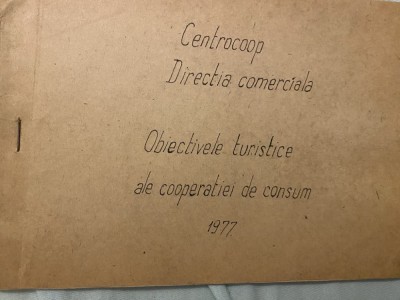 Centrocoop
Directia comerciala
Obiectivele turistice
ale cooperatiei de consum
1977.